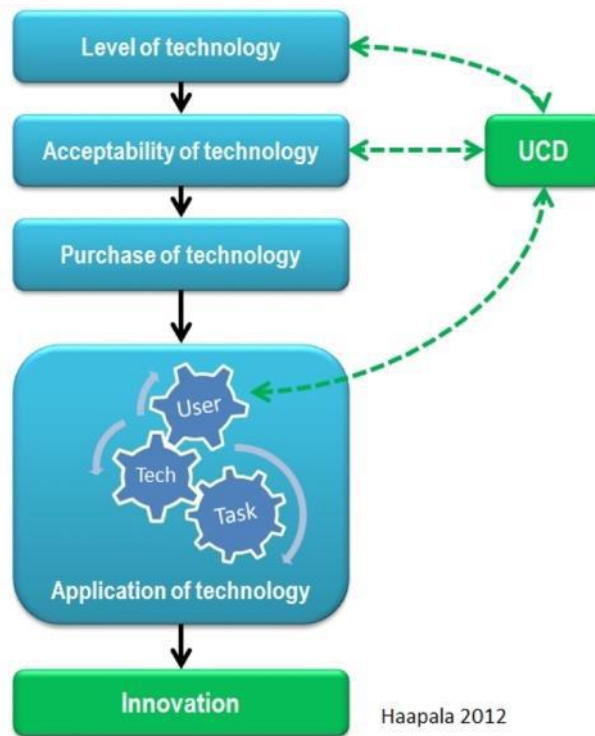 Level of technology
Acceptability of technology
UCD
Purchase of technology
User
Tech
Task
Application of technology
Innovation
Haapala 2012